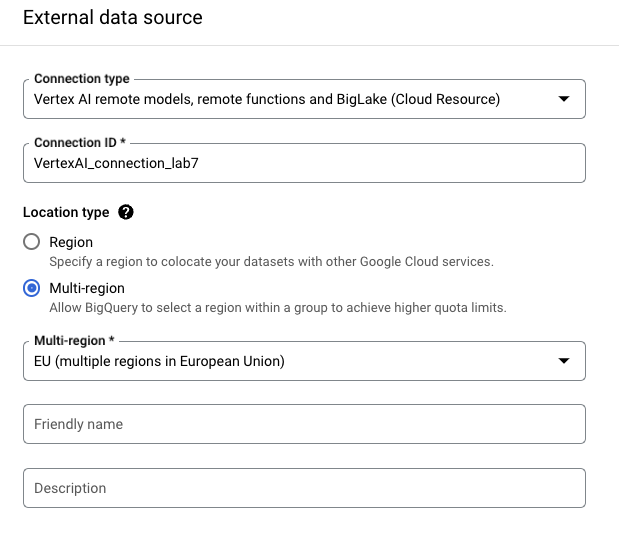 External data source
Connection type
Vertex AI remote models, remote functions and BigLake (Cloud Resource)
Connection ID *
VertexAI_connection_lab7
Location type ?
Region
Specify a region to colocate your datasets with other Google Cloud services.
Multi-region
Allow BigQuery to select a region within a group to achieve higher quota limits.
Multi-region *
EU (multiple regions in European Union)
Friendly name
Description